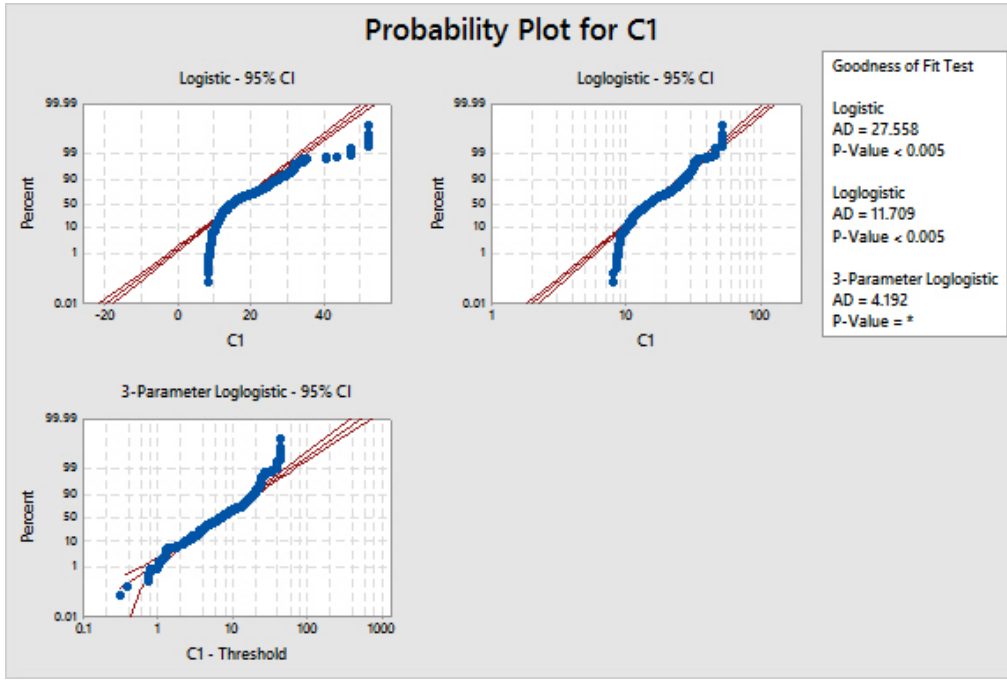 Probability Plot for C1
Logistic - 95% CI
99.99
99
90
50
10
1
0.01
Percent
-20
0
20
40
C1
Loglogistic - 95% CI
99.99
99
90
50
10
1
0.01
Percent
1
10
100
C1
Goodness of Fit Test
Logistic
AD = 27.558
P-Value < 0.005
Loglogistic
AD = 11.709
P-Value < 0.005
3-Parameter Loglogistic
AD = 4.192
P-Value = *
3-Parameter Loglogistic - 95% CI
99.99
99
90
50
10
1
0.01
Percent
0.1
1
10
100
1000
C1 - Threshold